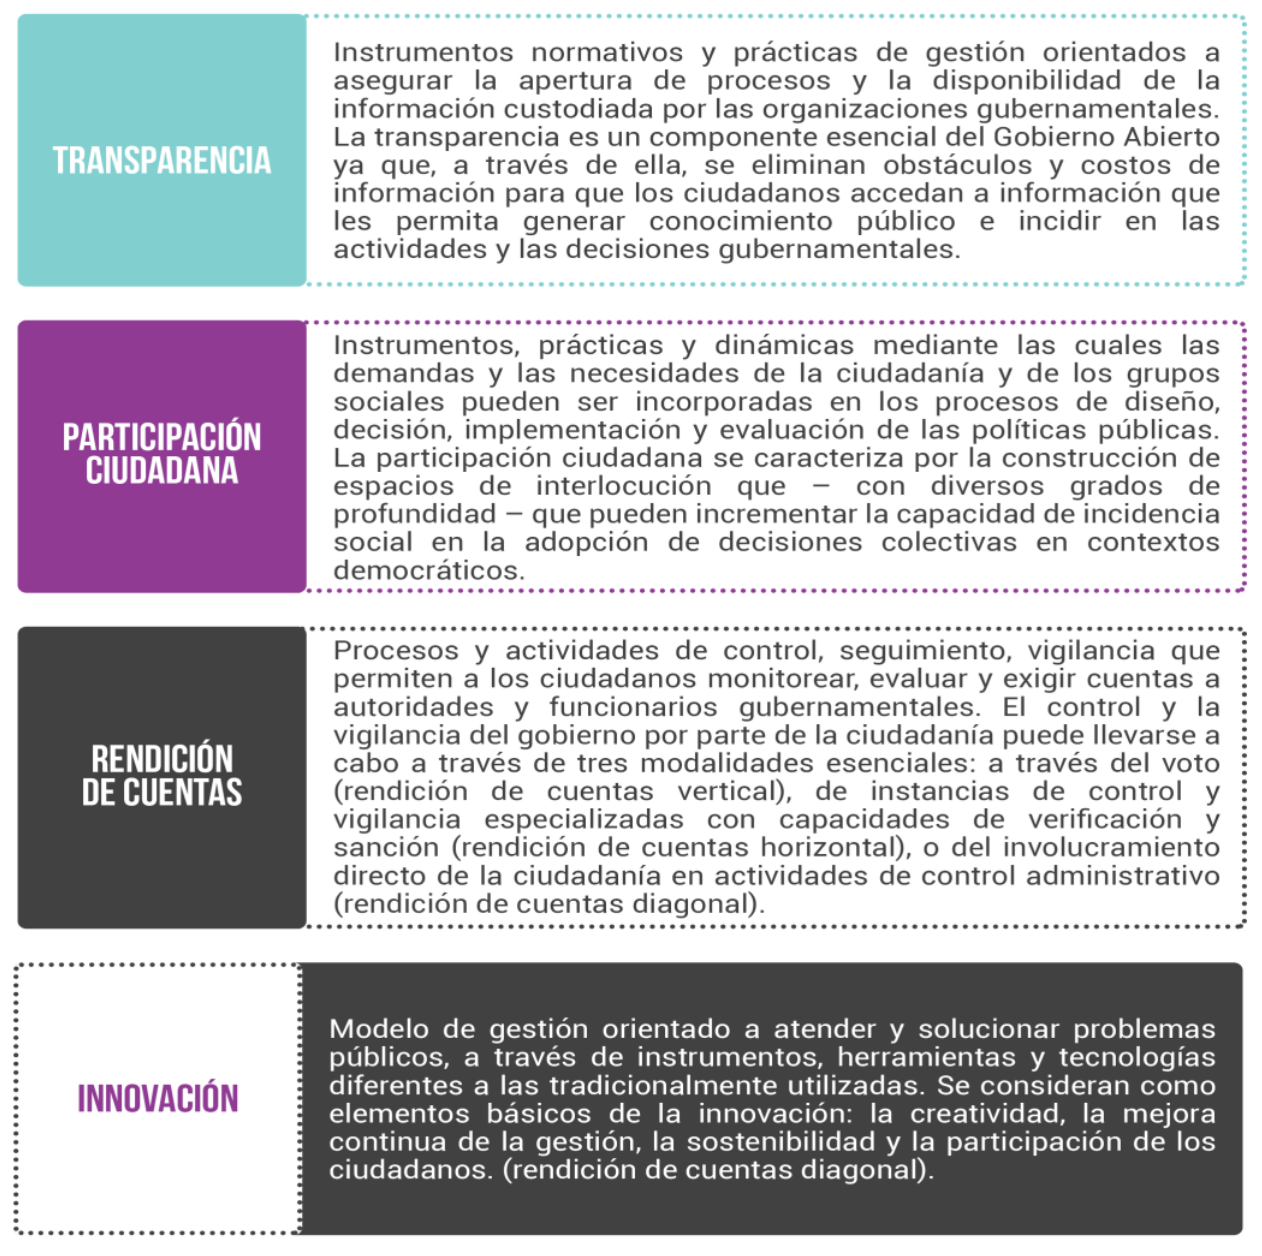 TRANSPARENCIA
Instrumentos normativos y prácticas de gestión orientados a
asegurar la apertura de procesos y la disponibilidad de la
información custodiada por las organizaciones gubernamentales.
La transparencia es un componente esencial del Gobierno Abierto
ya que, a través de ella, se eliminan obstáculos y costos de
información para que los ciudadanos accedan a información que
les permita generar conocimiento público e incidir en las
actividades y las decisiones gubernamentales.
PARTICIPACIÓN
CIUDADANA
Instrumentos, prácticas y dinámicas mediante las cuales las
demandas y las necesidades de la ciudadanía y de los grupos
sociales pueden ser incorporadas en los procesos de diseño,
decisión, implementación y evaluación de las políticas públicas.
La participación ciudadana se caracteriza por la construcción de
espacios de interlocución que – con diversos grados de
profundidad – que pueden incrementar la capacidad de incidencia
social en la adopción de decisiones colectivas en contextos
democráticos.
RENDICIÓN
DE CUENTAS
Procesos y actividades de control, seguimiento, vigilancia que
permiten a los ciudadanos monitorear, evaluar y exigir cuentas a
autoridades y funcionarios gubernamentales. El control y la
vigilancia del gobierno por parte de la ciudadanía puede llevarse a
cabo a través de tres modalidades esenciales: a través del voto
(rendición de cuentas vertical), de instancias de control y
vigilancia especializadas con capacidades de verificación y
sanción (rendición de cuentas horizontal), o del involucramiento
directo de la ciudadanía en actividades de control administrativo
(rendición de cuentas diagonal).
INNOVACIÓN
Modelo de gestión orientado a atender y solucionar problemas
públicos, a través de instrumentos, herramientas y tecnologías
diferentes a las tradicionalmente utilizadas. Se consideran como
elementos básicos de la innovación: la creatividad, la mejora
continua de la gestión, la sostenibilidad y la participación de los
ciudadanos. (rendición de cuentas diagonal).